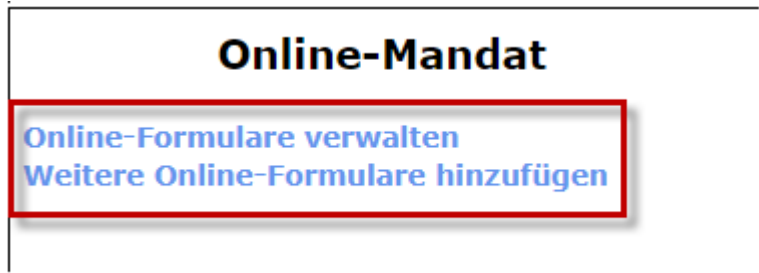 Online-Mandat
Online-Formulare verwalten
Weitere Online-Formulare hinzufügen